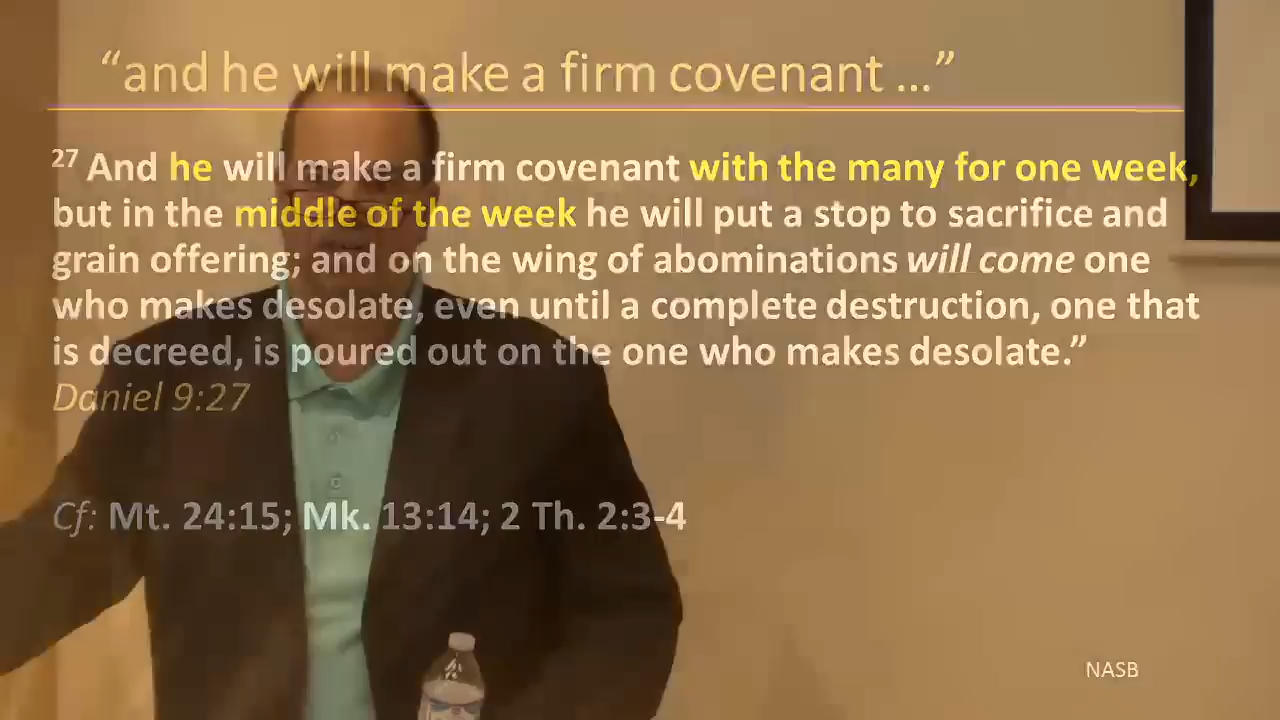 “and he will make a firm covenant ...”
27 And he will make a firm covenant with the many for one week,
but in the middle of the week he will put a stop to sacrifice and
grain offering; and on the wing of abominations will come one
who makes desolate, even until a complete destruction, one that
is decreed, is poured out on the one who makes desolate.”
Daniel 9:27
Cf: Mt. 24:15; Mk. 13:14; 2 Th. 2:3-4
NASB